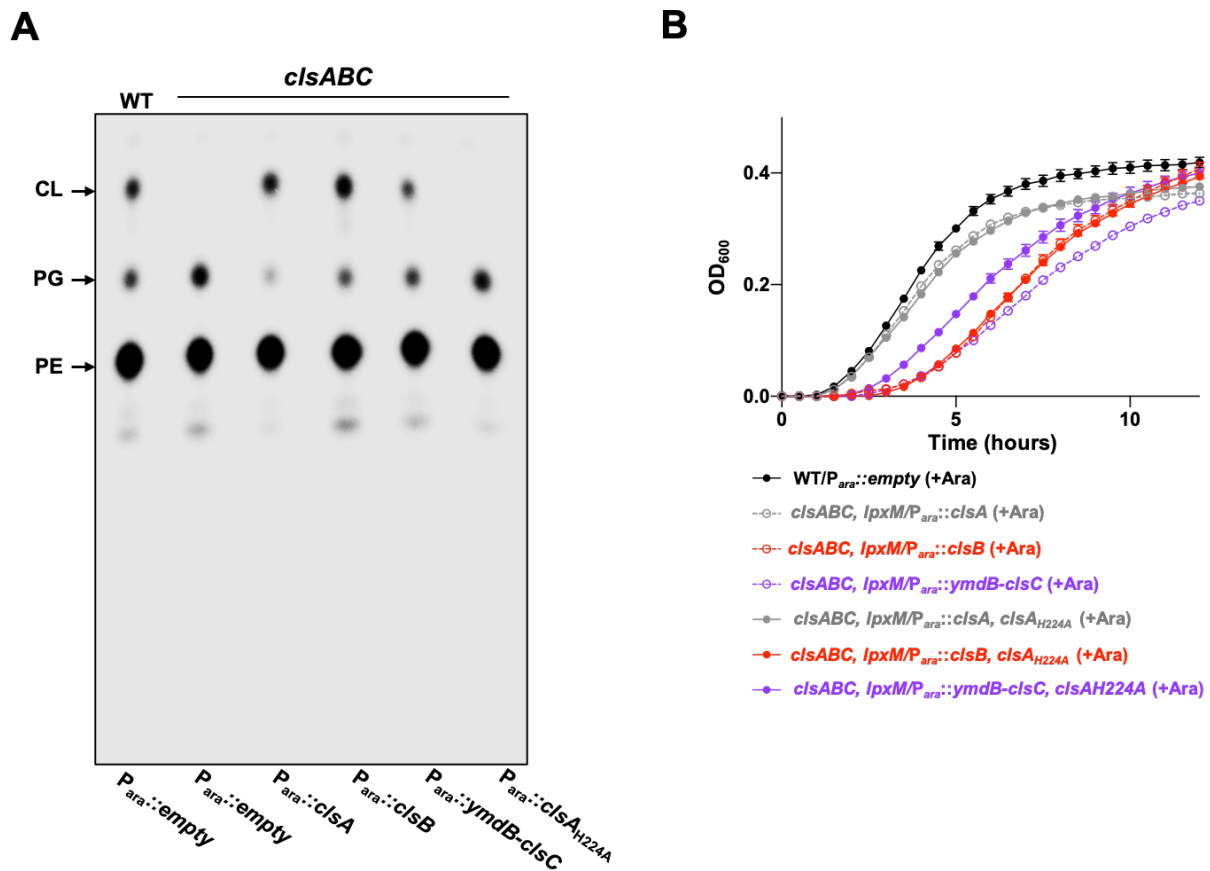 A
clsABC
WT
CL
PG
PE
Para::empty
Para::empty
Para::clsA
Para::clsB
Para::ymdB-clsC
Para::clsAH224A
B
OD600
0.4
0.2
0.0
0
5
10
Time (hours)
WT/Para::empty (+Ara)
clsABC, lpxM/Para::clsA (+Ara)
clsABC, lpxM/Para::clsB (+Ara)
clsABC, lpxM/Para::ymdB-clsC (+Ara)
clsABC, lpxM/Para::clsA, clsAH224A (+Ara)
clsABC, lpxM/Para::clsB, clsAH224A (+Ara)
clsABC, lpxM/Para::ymdB-clsC, clsAH224A (+Ara)